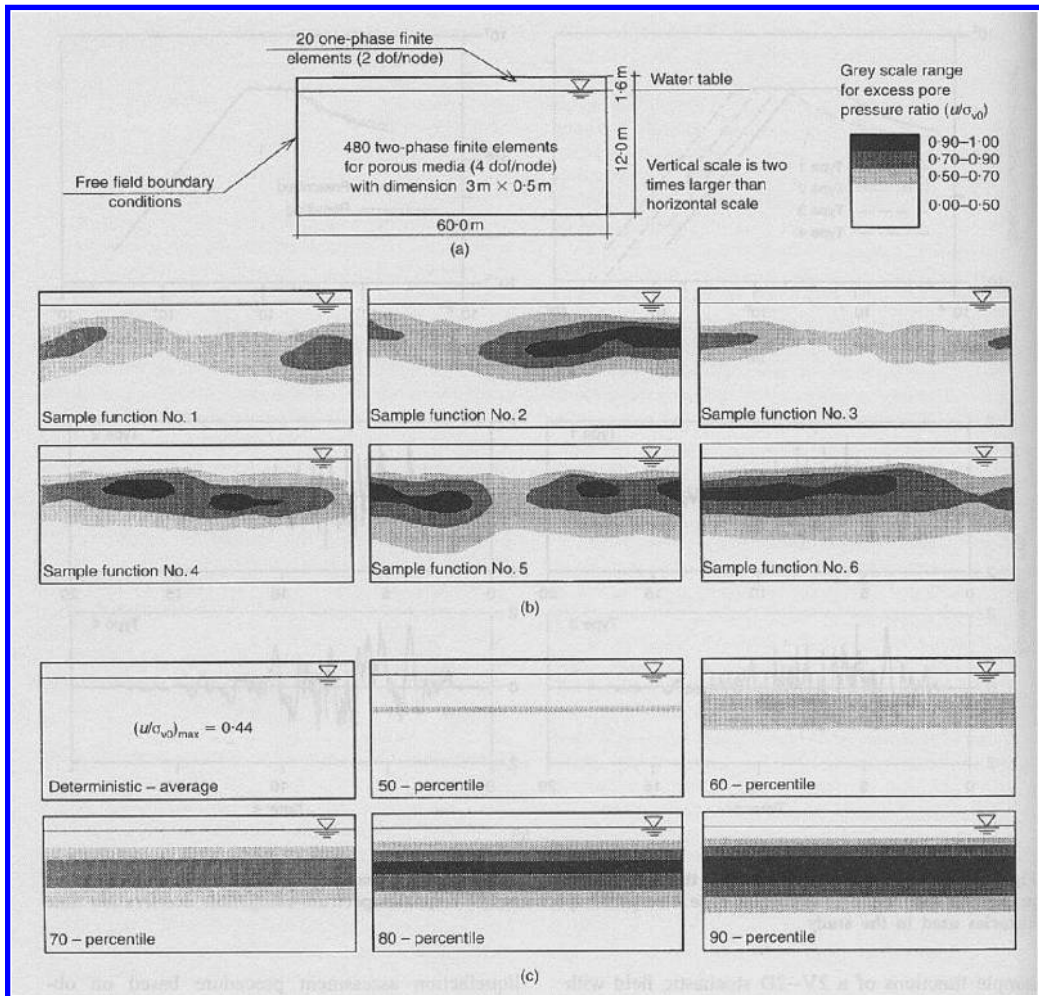 20 one-phase finite
elements (2 dof/node)
Water table
1·6 m
12·0 m
480 two-phase finite elements
for porous media (4 dof/node)
with dimension 3 m × 0·5 m
Free field boundary
conditions
60·0 m
Vertical scale is two
times larger than
horizontal scale
Grey scale range
for excess pore
pressure ratio (u/σv0)
0·90–1·00
0·70–0·90
0·50–0·70
0·00–0·50
(a)
Sample function No. 1
Sample function No. 2
Sample function No. 3
Sample function No. 4
Sample function No. 5
Sample function No. 6
(b)
(u/σv0)max = 0·44
Deterministic – average
50 – percentile
60 – percentile
70 – percentile
80 – percentile
90 – percentile
(c)